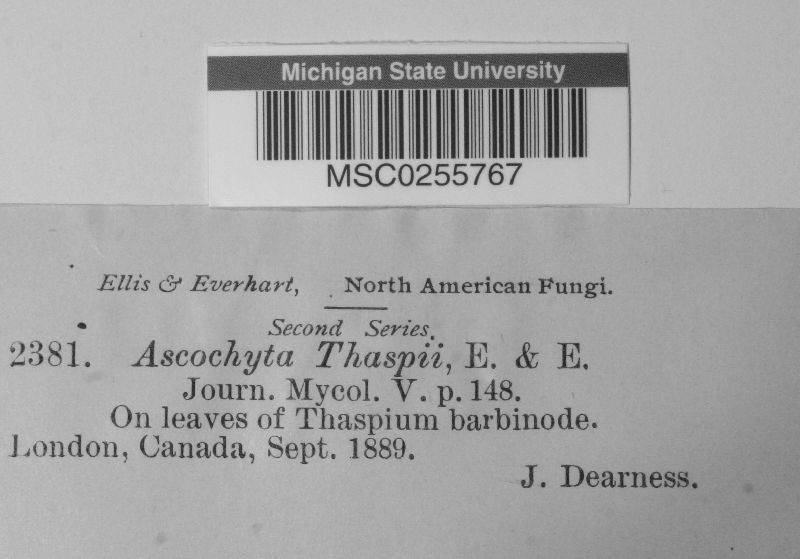 Michigan State University
MSC0255767
Ellis & Everhart, North American Fungi.
Second Series.
2381. Ascochyta Thaspii, E. & E.
Journ. Mycol. V. p. 148.
On leaves of Thaspium barbinode.
London, Canada, Sept. 1889.
J. Dearness.